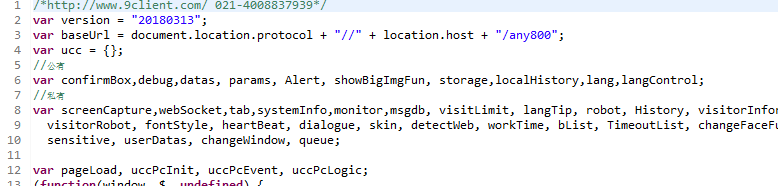 1 /*http://www.9client.com/ 021-4008837939*/
2 var version = "20180313";
3 var baseUrl = document.location.protocol + "//" + location.host + "/any800";
4 var ucc = {};
5 //公有
6 var confirmBox,debug,datas, params, Alert, showBigImgFun, storage,localHistory,lang,langControl;
7 //私有
8 var screenCapture,webSocket,tab,systemInfo,monitor,msgdb, visitLimit, langTip, robot, History, visitorInfor
9 visitorRobot, fontStyle, heartBeat, dialogue, skin, detectWeb, workTime, bList, TimeoutList, changeFaceFu
10 sensitive, userDatas, changeWindow, queue;
11
12 var pageLoad, uccPcInit, uccPcEvent, uccPcLogic;
13 (function(window, $, undefined) {